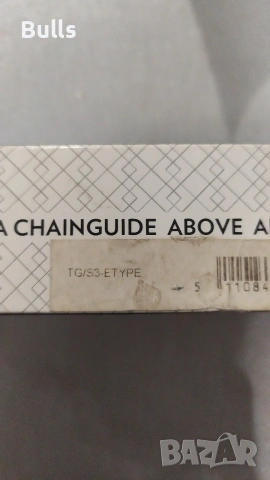 Bulls
A CHAINGUIDE ABOVE A
TG/S3-ETYPE
5 11084
BAZAR